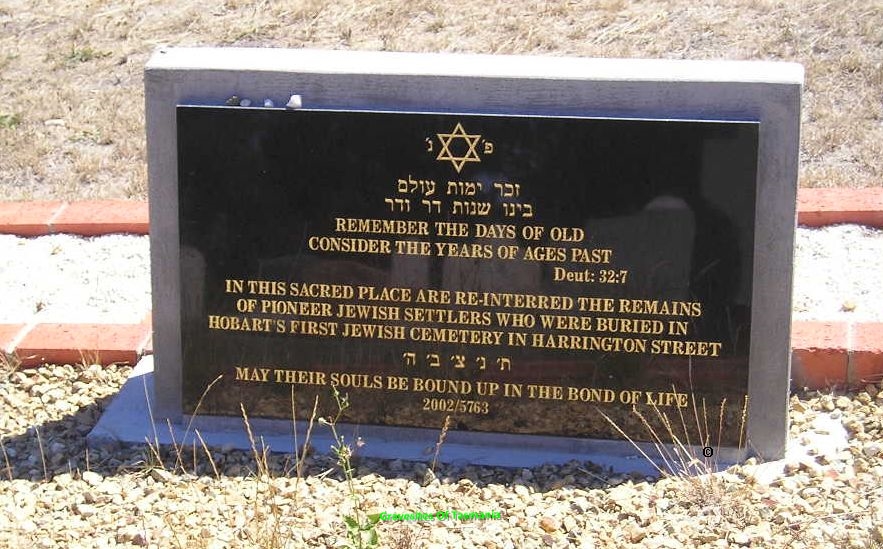 פ' נ'
זכר ימות עולם
בינו שנות דר ודר
REMEMBER THE DAYS OF OLD
CONSIDER THE YEARS OF AGES PAST
Deut: 32:7
IN THIS SACRED PLACE ARE RE-INTERRED THE REMAINS
OF PIONEER JEWISH SETTLERS WHO WERE BURIED IN
HOBART'S FIRST JEWISH CEMETERY IN HARRINGTON STREET
ת' נ' צ' ב' ה'
MAY THEIR SOULS BE BOUND UP IN THE BOND OF LIFE
2002/5763
©
Gravesites Of Tasmania